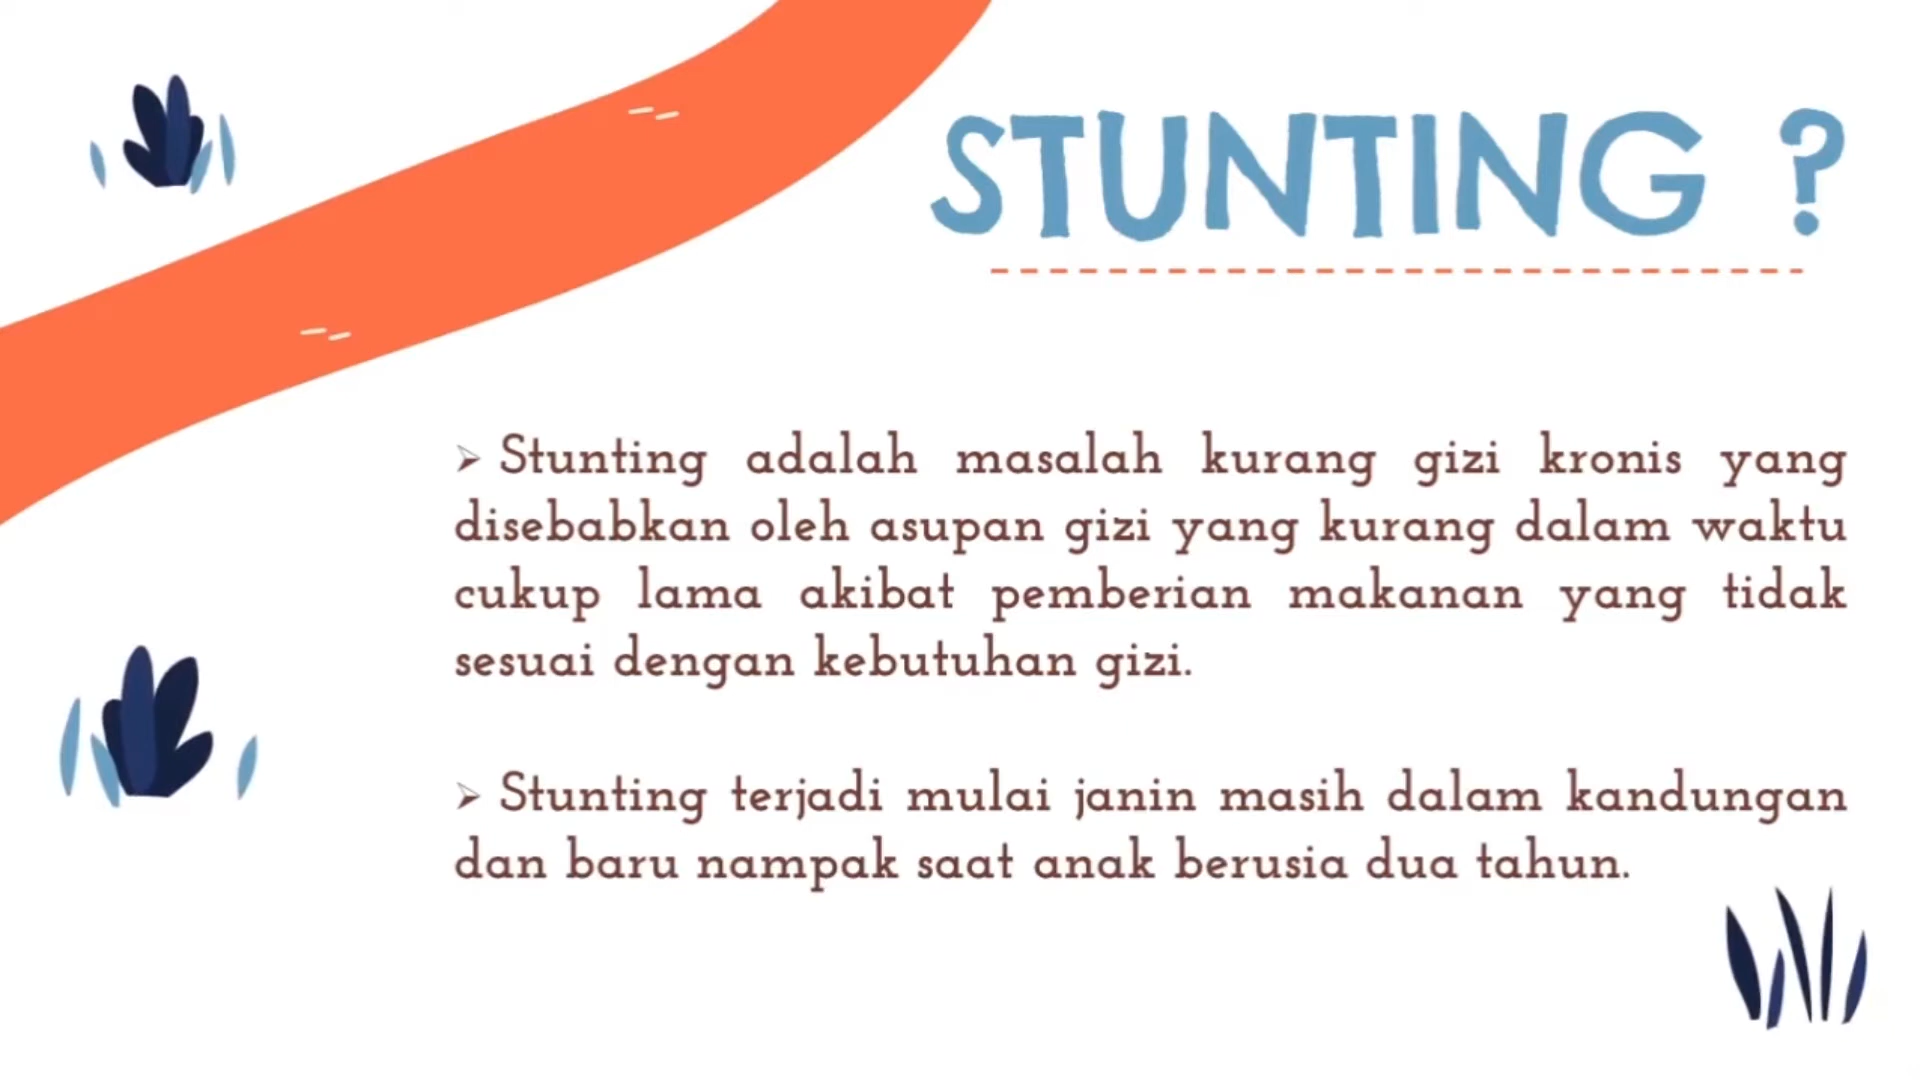 STUNTING ?
➢ Stunting adalah masalah kurang gizi kronis yang
disebabkan oleh asupan gizi yang kurang dalam waktu
cukup lama akibat pemberian makanan yang tidak
sesuai dengan kebutuhan gizi.
➢ Stunting terjadi mulai janin masih dalam kandungan
dan baru nampak saat anak berusia dua tahun.